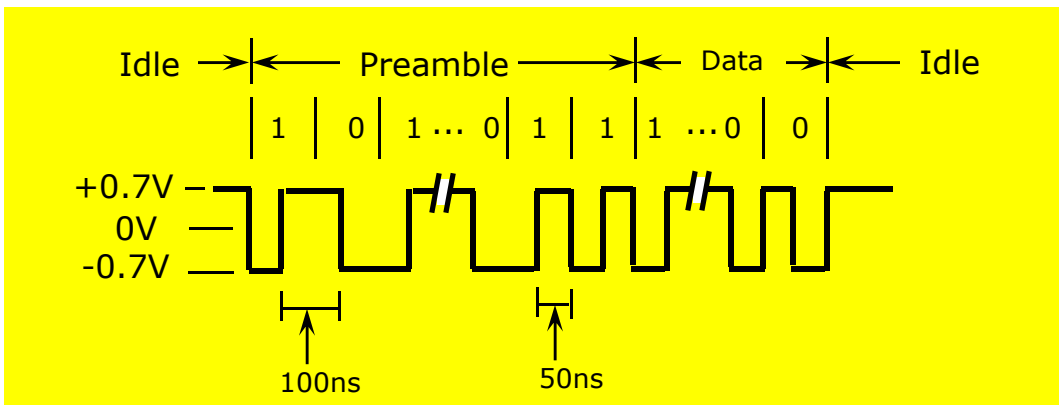 Idle Preamble Data Idle
1 0 1 ... 0 1 1 1 ...0 0
+0.7V
0V
-0.7V
100ns 50ns